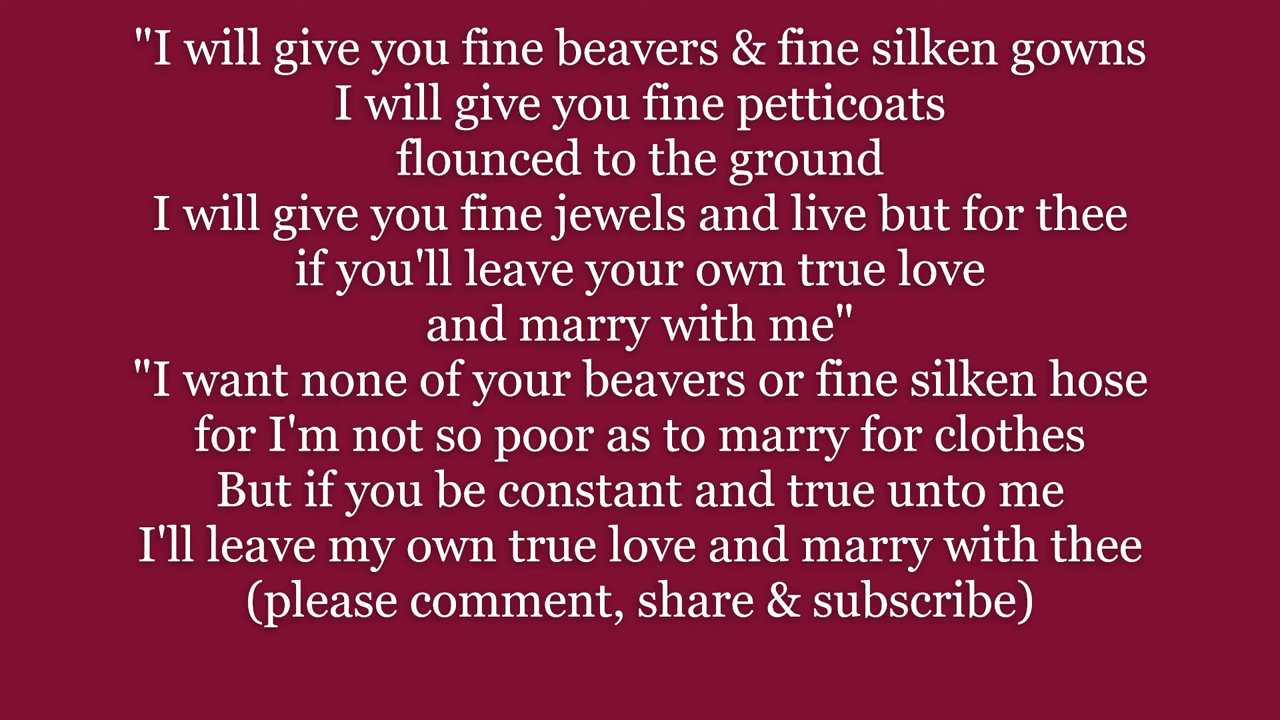 "I will give you fine beavers & fine silken gowns
I will give you fine petticoats
flounced to the ground
I will give you fine jewels and live but for thee
if you'll leave your own true love
and marry with me"
"I want none of your beavers or fine silken hose
for I'm not so poor as to marry for clothes
But if you be constant and true unto me
I'll leave my own true love and marry with thee
(please comment, share & subscribe)